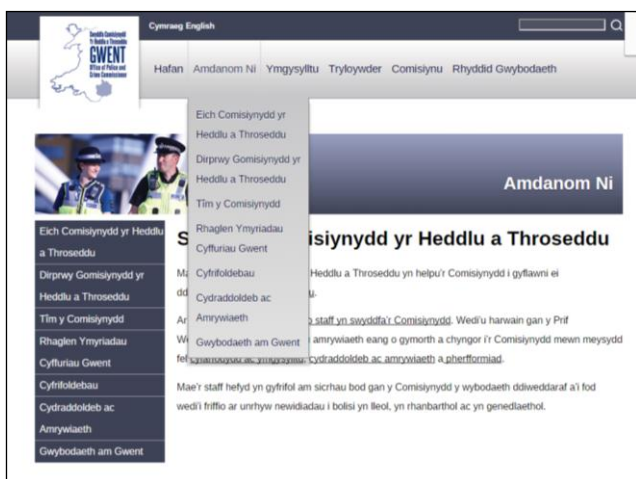 Cymraeg English
Swyddfa Comisiynydd
Yr Heddlu a Throseddu
GWENT
Office of Police and
Crime Commissioner
Hafan Amdanom Ni Ymgysylltu Tryloywder Comisiynu Rhyddid Gwybodaeth
Eich Comisiynydd yr
Heddlu a Throseddu
Dirprwy Gomisiynydd yr
Heddlu a Throseddu
Tîm y Comisiynydd
Rhaglen Ymyriadau
Cyffuriau Gwent
Cyfrifoldebau
Cydraddoldeb ac
Amrywiaeth
Gwybodaeth am Gwent
Amdanom Ni
Eich Comisiynydd yr Heddlu
a Throseddu
Dirprwy Gomisiynydd yr
Heddlu a Throseddu
Tîm y Comisiynydd
Rhaglen Ymyriadau
Cyffuriau Gwent
Cyfrifoldebau
Cydraddoldeb ac
Amrywiaeth
Gwybodaeth am Gwent
isiynydd yr Heddlu a Throseddu
Heddlu a Throseddu yn helpu'r Comisiynydd i gyflawni ei
o staff yn swyddfa'r Comisiynydd. Wedi'u harwain gan y Prif
amrywiaeth eang o gymorth a chyngor i'r Comisiynydd mewn meysydd
fel cyfathrebu ac ymgysylltu, cydraddoldeb ac amrywiaeth a pherfformiad.
Mae'r staff hefyd yn gyfrifol am sicrhau bod gan y Comisiynydd y wybodaeth ddiweddaraf a'i fod
wedi'i friffio ar unrhyw newidiadau i bolisi yn lleol, yn rhanbarthol ac yn genedlaethol.